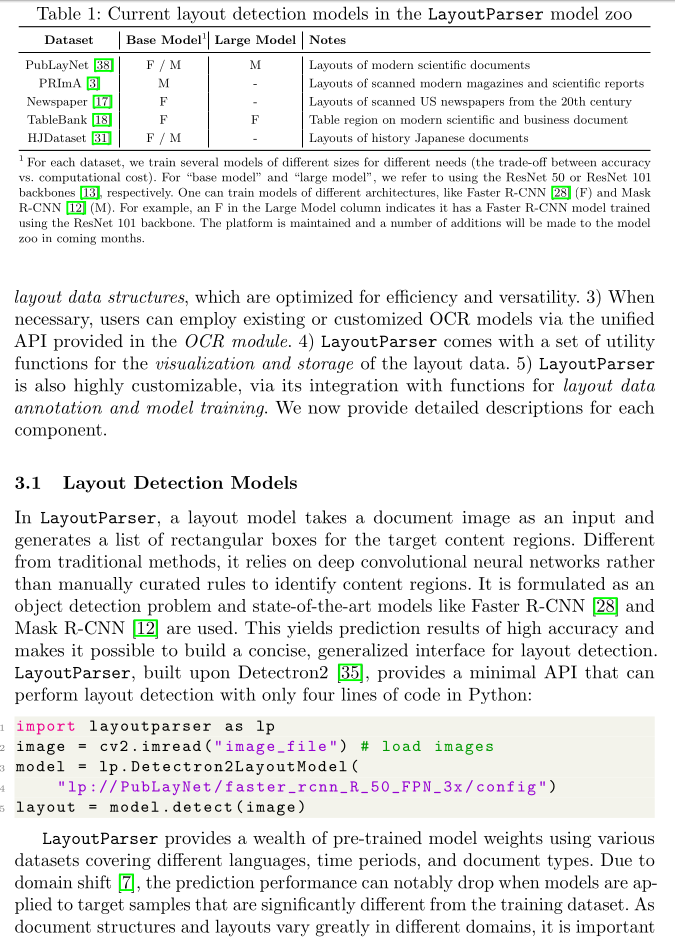 Table 1: Current layout detection models in the LayoutParser model zoo
Dataset Base Model1 Large Model Notes
PubLayNet [38] F / M M Layouts of modern scientific documents
PRImA [3] M - Layouts of scanned modern magazines and scientific reports
Newspaper [17] F - Layouts of scanned US newspapers from the 20th century
TableBank [18] F F Table region on modern scientific and business document
HJDataset [31] F / M - Layouts of history Japanese documents
1 For each dataset, we train several models of different sizes for different needs (the trade-off between accuracy
vs. computational cost). For “base model” and “large model”, we refer to using the ResNet 50 or ResNet 101
backbones [13], respectively. One can train models of different architectures, like Faster R-CNN [28] (F) and Mask
R-CNN [12] (M). For example, an F in the Large Model column indicates it has a Faster R-CNN model trained
using the ResNet 101 backbone. The platform is maintained and a number of additions will be made to the model
zoo in coming months.
layout data structures, which are optimized for efficiency and versatility. 3) When
necessary, users can employ existing or customized OCR models via the unified
API provided in the OCR module. 4) LayoutParser comes with a set of utility
functions for the visualization and storage of the layout data. 5) LayoutParser
is also highly customizable, via its integration with functions for layout data
annotation and model training. We now provide detailed descriptions for each
component.
3.1 Layout Detection Models
In LayoutParser, a layout model takes a document image as an input and
generates a list of rectangular boxes for the target content regions. Different
from traditional methods, it relies on deep convolutional neural networks rather
than manually curated rules to identify content regions. It is formulated as an
object detection problem and state-of-the-art models like Faster R-CNN [28] and
Mask R-CNN [12] are used. This yields prediction results of high accuracy and
makes it possible to build a concise, generalized interface for layout detection.
LayoutParser, built upon Detectron2 [35], provides a minimal API that can
perform layout detection with only four lines of code in Python:
1 import layoutparser as lp
2 image = cv2.imread("image_file") # load images
3 model = lp.Detectron2LayoutModel(
4 "lp://PubLayNet/faster_rcnn_R_50_FPN_3x/config")
5 layout = model.detect(image)
LayoutParser provides a wealth of pre-trained model weights using various
datasets covering different languages, time periods, and document types. Due to
domain shift [7], the prediction performance can notably drop when models are ap-
plied to target samples that are significantly different from the training dataset. As
document structures and layouts vary greatly in different domains, it is important